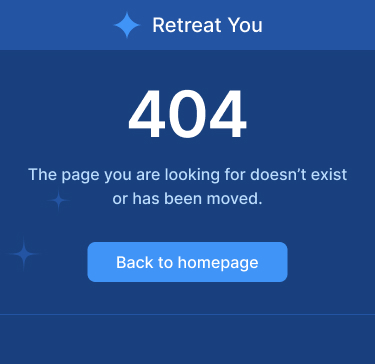 Retreat You
404
The page you are looking for doesn’t exist
or has been moved.
Back to homepage